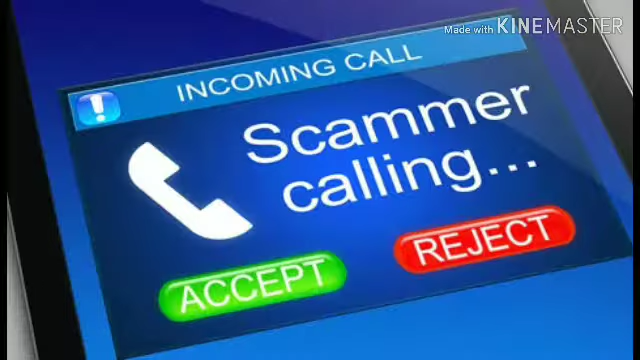 Made with KINEMASTER
INCOMING CALL
Scammer
calling...
ACCEPT
REJECT